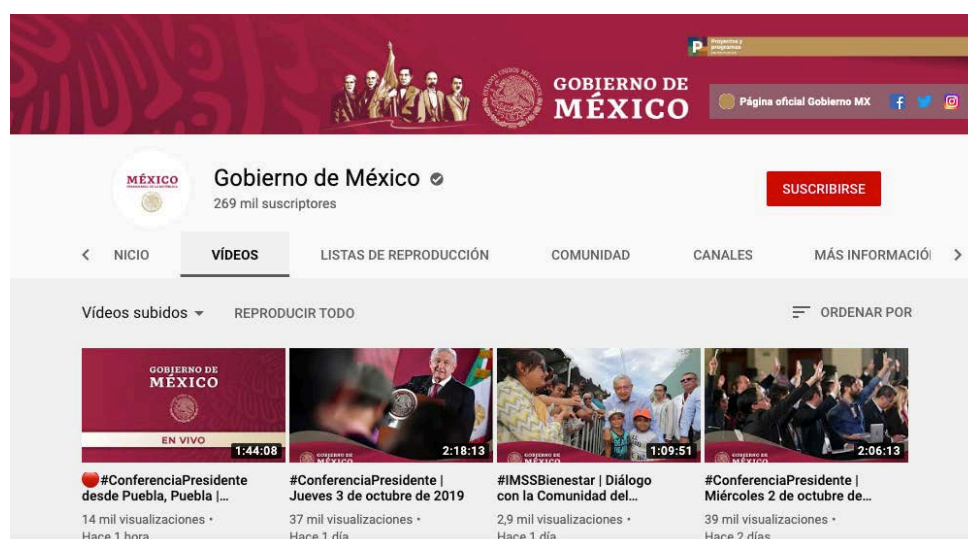 Proyectos y
programas
GOBIERNO DE
MÉXICO
Página oficial Gobierno MX
MÉXICO
Gobierno de México
269 mil suscriptores
SUSCRIBIRSE
NICIO
VÍDEOS
LISTAS DE REPRODUCCIÓN
COMUNIDAD
CANALES
MÁS INFORMACIÓ
Vídeos subidos
REPRODUCIR TODO
ORDENAR POR
GOBIERNO DE
MÉXICO
EN VIVO
1:44:08
2:18:13
1:09:51
2:06:13
🔴#ConferenciaPresidente
desde Puebla, Puebla |...
14 mil visualizaciones •
Hace 1 hora
#ConferenciaPresidente |
Jueves 3 de octubre de 2019
37 mil visualizaciones •
Hace 1 día
#IMSSBienestar | Diálogo
con la Comunidad del...
2,9 mil visualizaciones •
Hace 1 día
#ConferenciaPresidente |
Miércoles 2 de octubre de...
39 mil visualizaciones •
Hace 2 días